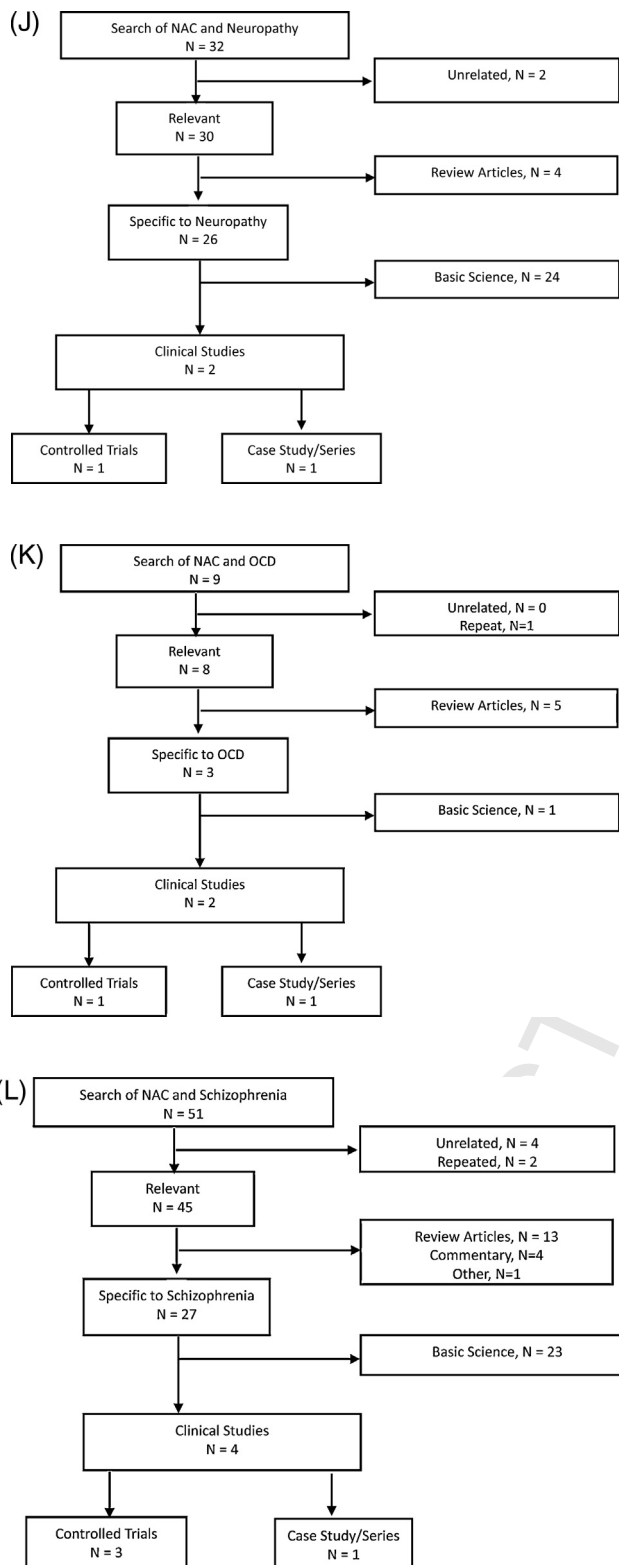 (J)
Search of NAC and Neuropathy
N = 32
Unrelated, N = 2
Relevant
N = 30
Review Articles, N = 4
Specific to Neuropathy
N = 26
Basic Science, N = 24
Clinical Studies
N = 2
Controlled Trials
N = 1
Case Study/Series
N = 1
(K)
Search of NAC and OCD
N = 9
Unrelated, N = 0
Repeat, N=1
Relevant
N = 8
Review Articles, N = 5
Specific to OCD
N = 3
Basic Science, N = 1
Clinical Studies
N = 2
Controlled Trials
N = 1
Case Study/Series
N = 1
(L)
Search of NAC and Schizophrenia
N = 51
Unrelated, N = 4
Repeated, N = 2
Relevant
N = 45
Review Articles, N = 13
Commentary, N=4
Other, N=1
Specific to Schizophrenia
N = 27
Basic Science, N = 23
Clinical Studies
N = 4
Controlled Trials
N = 3
Case Study/Series
N = 1